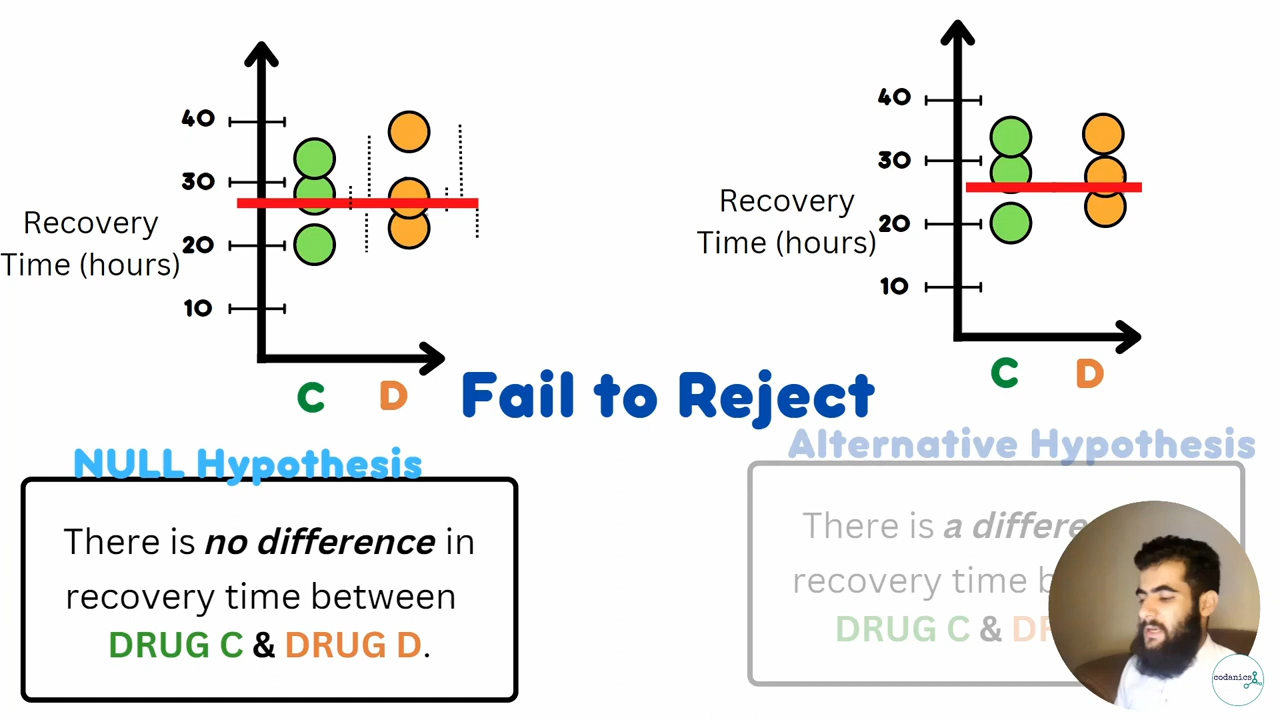 40
30
20
10
Recovery
Time (hours)
C D
40
30
20
10
Recovery
Time (hours)
C D
Fail to Reject
NULL Hypothesis
There is no difference in
recovery time between
DRUG C & DRUG D.
Alternative Hypothesis
There is a differe
recovery time b
DRUG C & DR
codanics